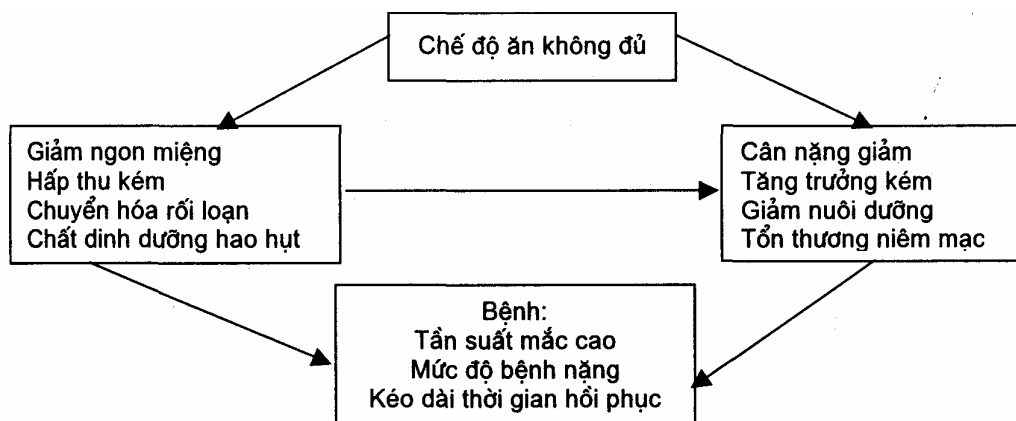 Chế độ ăn không đủ
Giảm ngon miệng
Hấp thu kém
Chuyển hóa rối loạn
Chất dinh dưỡng hao hụt
Cân nặng giảm
Tăng trưởng kém
Giảm nuôi dưỡng
Tổn thương niêm mạc
Bệnh:
Tần suất mắc cao
Mức độ bệnh nặng
Kéo dài thời gian hồi phục